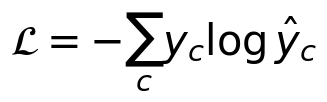 ℒ = −∑_c y_c log ŷ_c